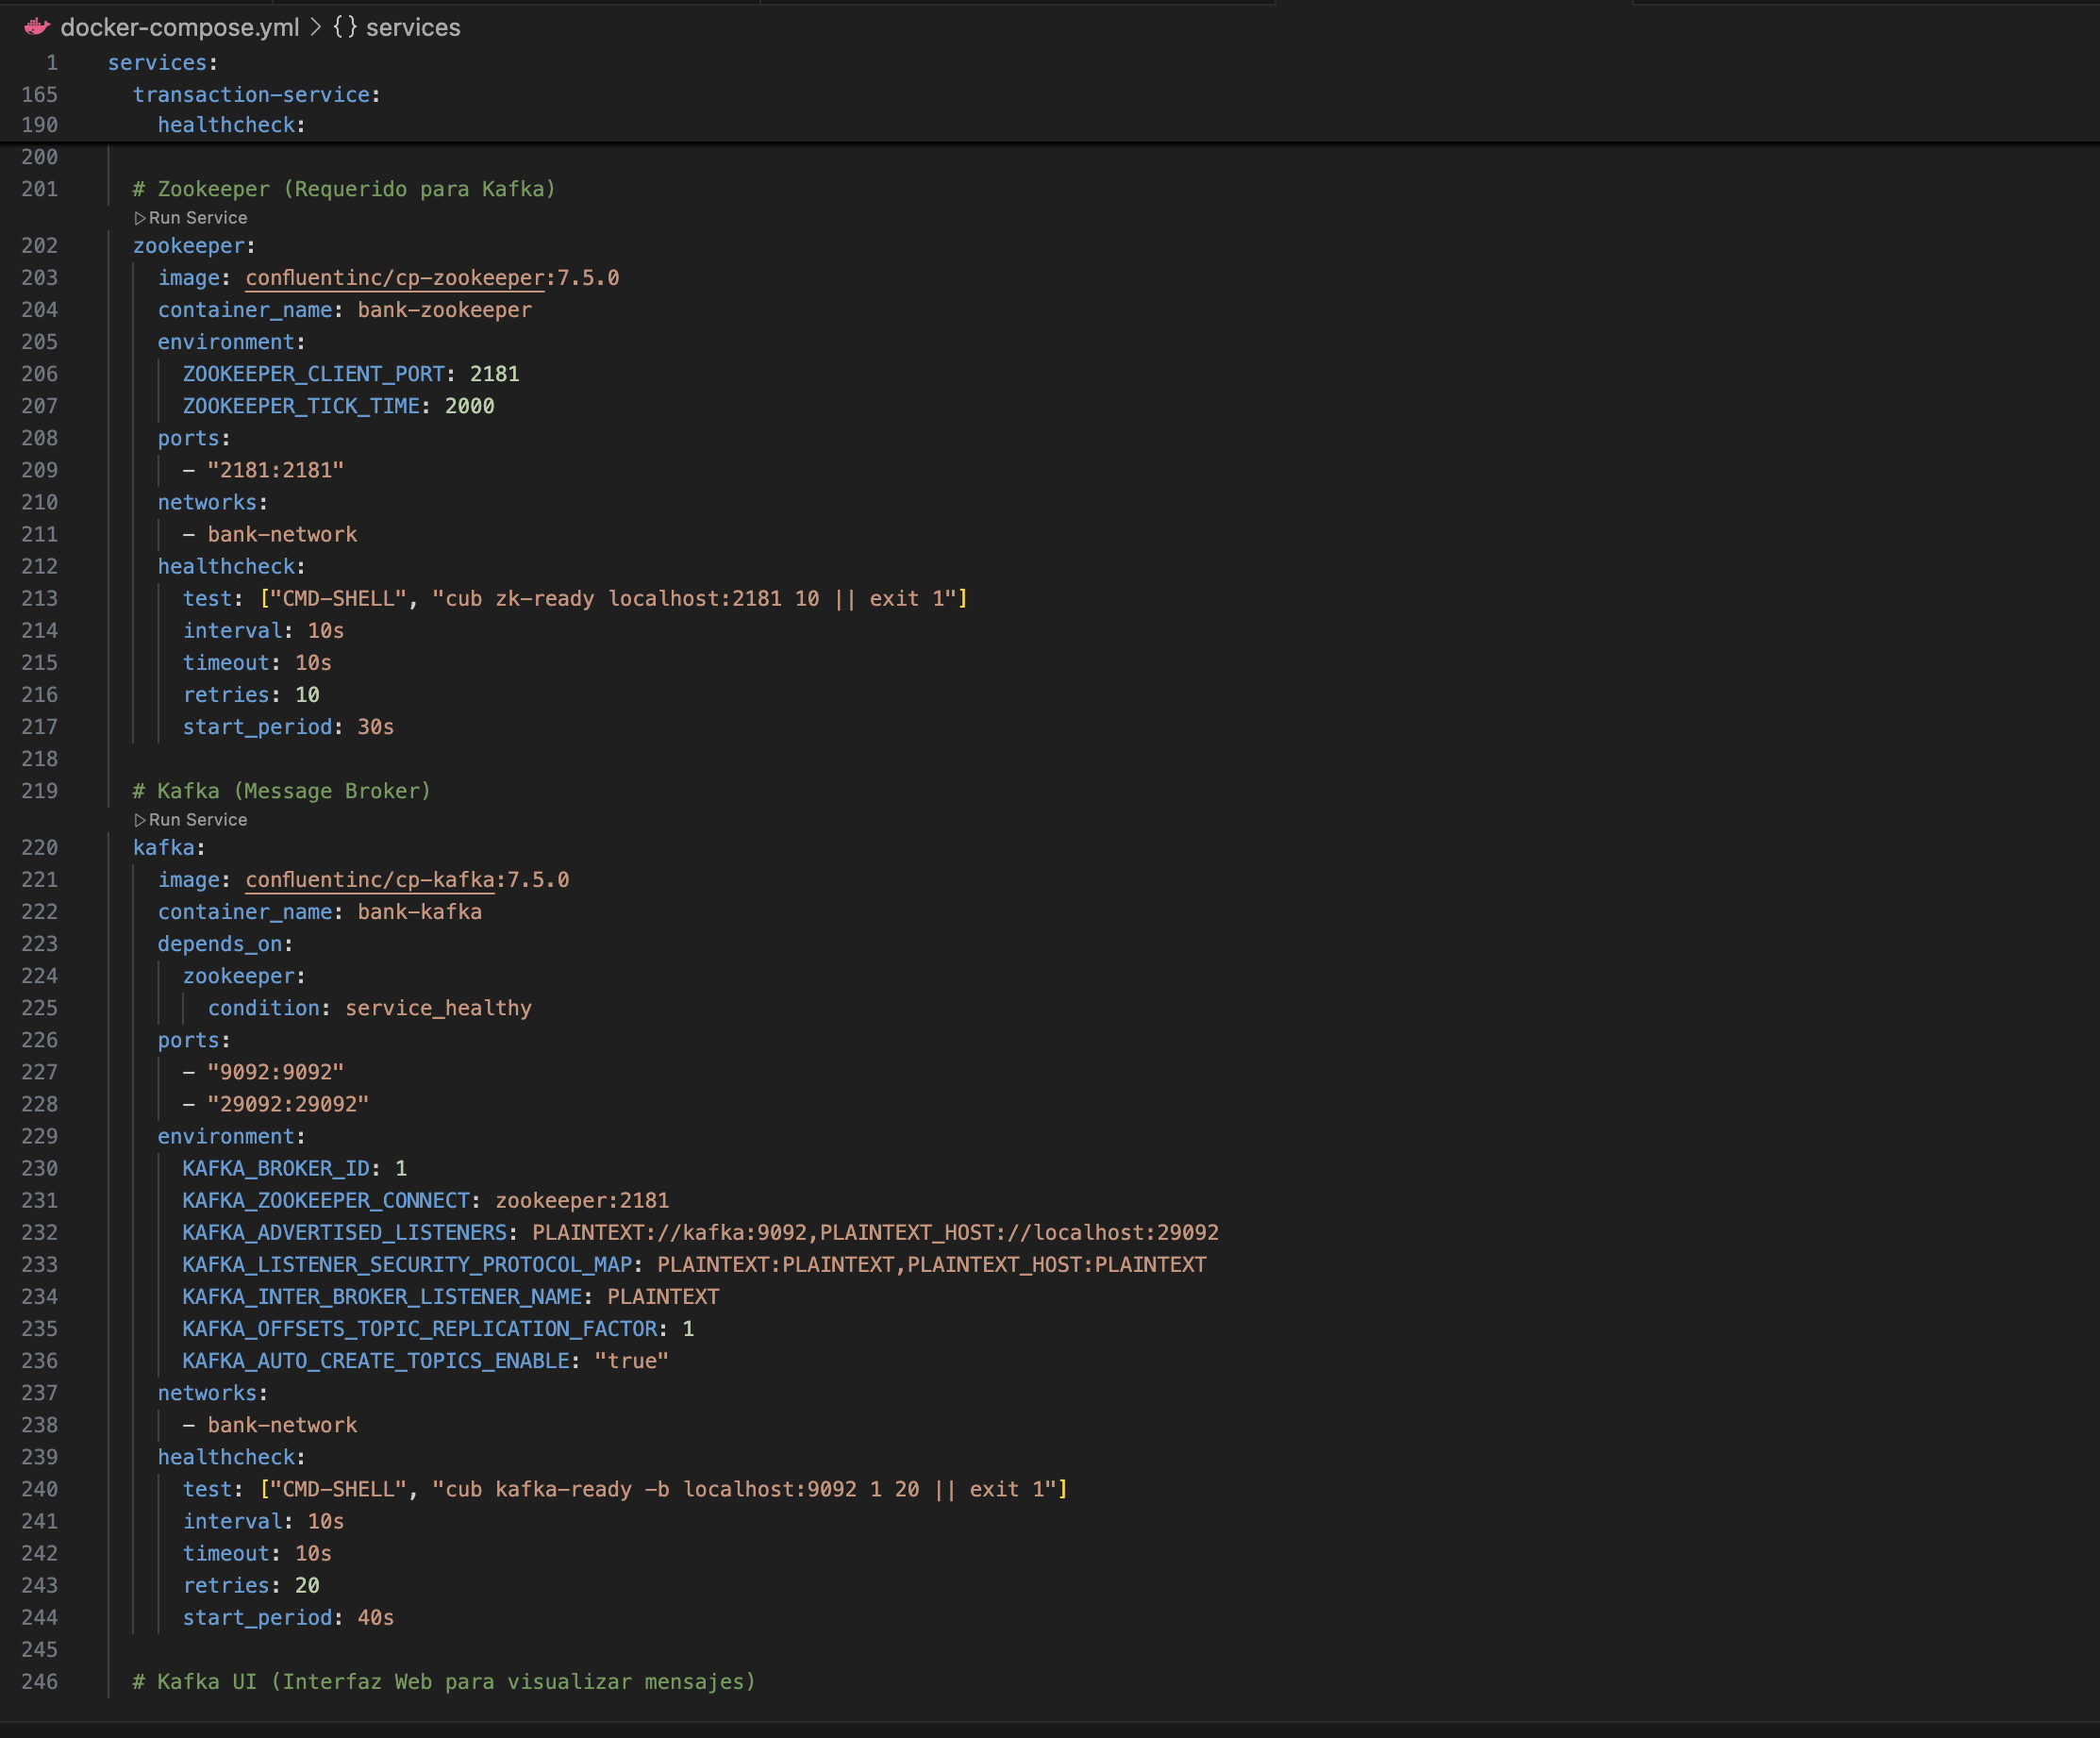 docker-compose.yml > {} services
1 services:
165 transaction-service:
190 healthcheck:
200
201 # Zookeeper (Requerido para Kafka)
▷Run Service
202 zookeeper:
203 image: confluentinc/cp-zookeeper:7.5.0
204 container_name: bank-zookeeper
205 environment:
206 ZOOKEEPER_CLIENT_PORT: 2181
207 ZOOKEEPER_TICK_TIME: 2000
208 ports:
209 - "2181:2181"
210 networks:
211 - bank-network
212 healthcheck:
213 test: ["CMD-SHELL", "cub zk-ready localhost:2181 10 || exit 1"]
214 interval: 10s
215 timeout: 10s
216 retries: 10
217 start_period: 30s
218
219 # Kafka (Message Broker)
▷Run Service
220 kafka:
221 image: confluentinc/cp-kafka:7.5.0
222 container_name: bank-kafka
223 depends_on:
224 zookeeper:
225 condition: service_healthy
226 ports:
227 - "9092:9092"
228 - "29092:29092"
229 environment:
230 KAFKA_BROKER_ID: 1
231 KAFKA_ZOOKEEPER_CONNECT: zookeeper:2181
232 KAFKA_ADVERTISED_LISTENERS: PLAINTEXT://kafka:9092,PLAINTEXT_HOST://localhost:29092
233 KAFKA_LISTENER_SECURITY_PROTOCOL_MAP: PLAINTEXT:PLAINTEXT,PLAINTEXT_HOST:PLAINTEXT
234 KAFKA_INTER_BROKER_LISTENER_NAME: PLAINTEXT
235 KAFKA_OFFSETS_TOPIC_REPLICATION_FACTOR: 1
236 KAFKA_AUTO_CREATE_TOPICS_ENABLE: "true"
237 networks:
238 - bank-network
239 healthcheck:
240 test: ["CMD-SHELL", "cub kafka-ready -b localhost:9092 1 20 || exit 1"]
241 interval: 10s
242 timeout: 10s
243 retries: 20
244 start_period: 40s
245
246 # Kafka UI (Interfaz Web para visualizar mensajes)